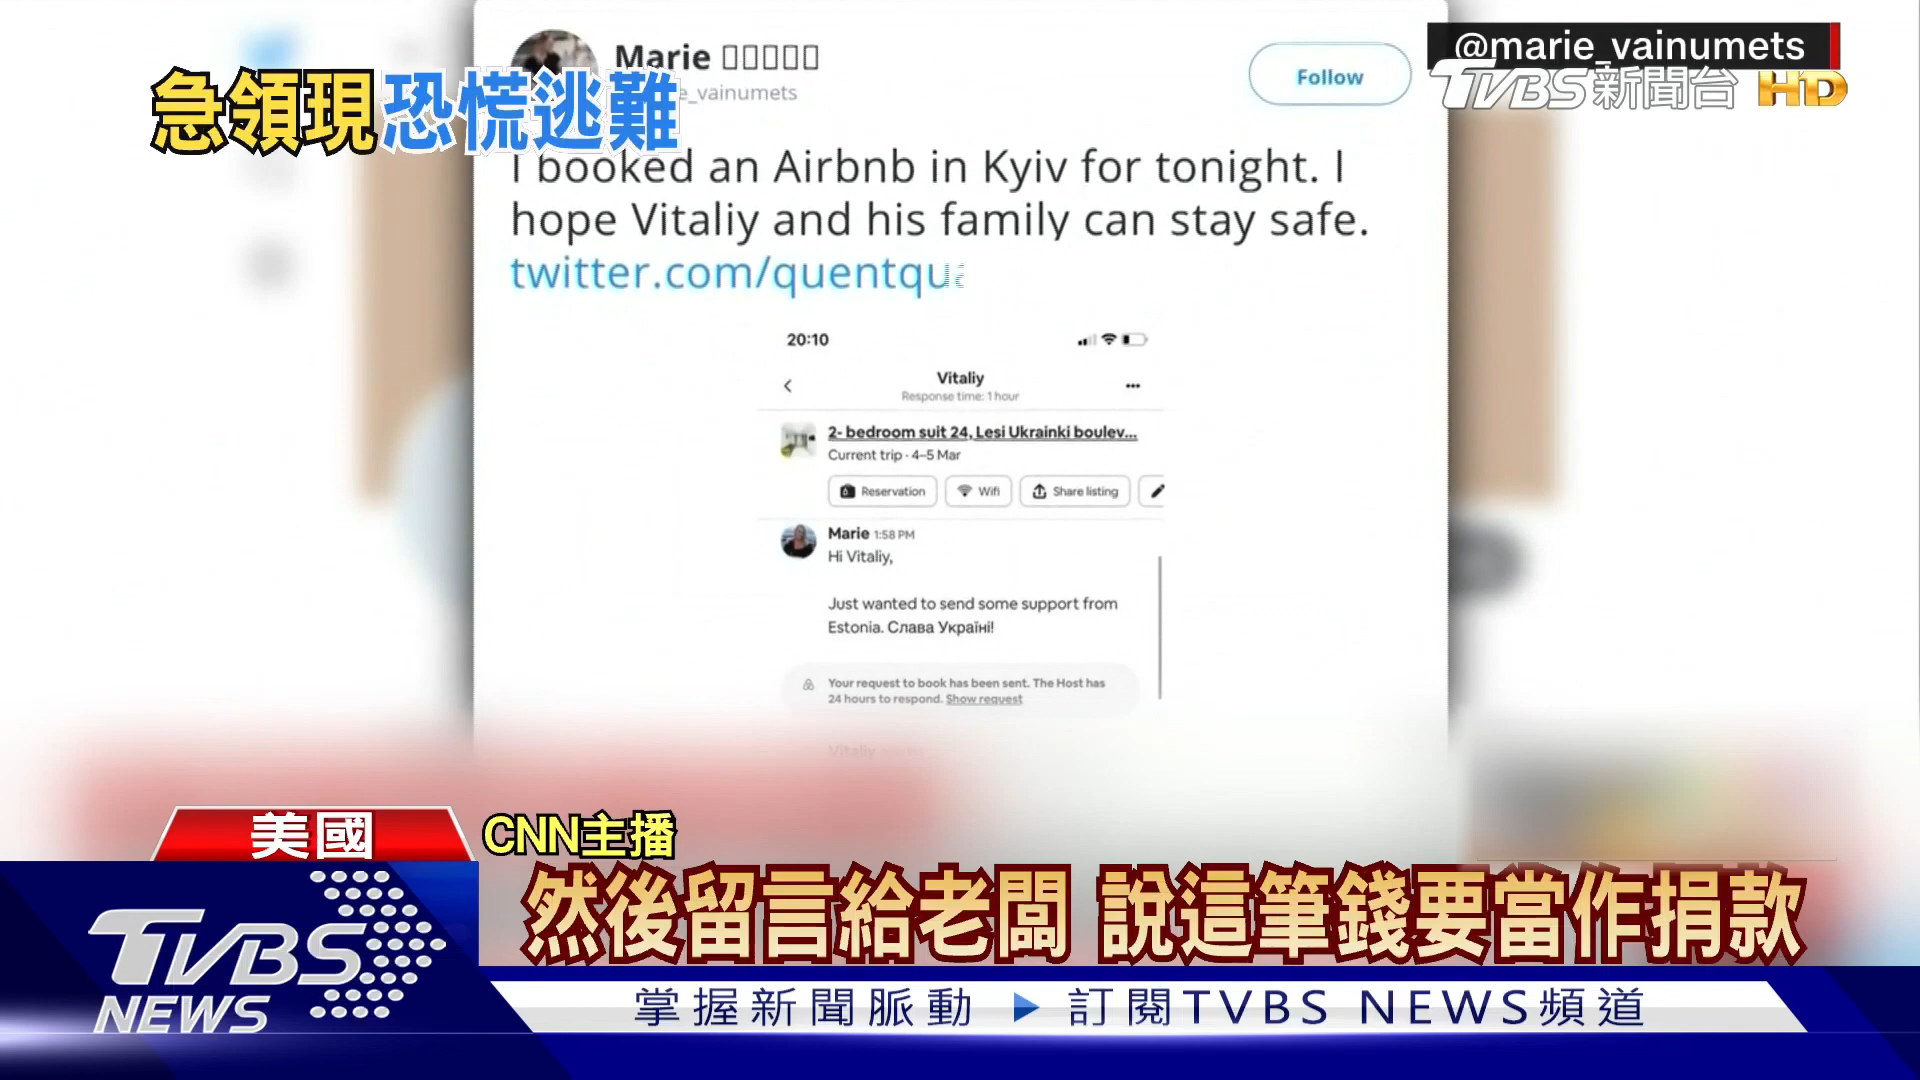 Marie
@marie_vainumets
Follow
TVBS新聞台 HD
急領現 恐慌逃難
e_vainumets
I booked an Airbnb in Kyiv for tonight. I
hope Vitaliy and his family can stay safe.
twitter.com/quentqu
20:10
Vitaliy
Response time: 1 hour
2- bedroom suit 24, Lesi Ukrainki boulev...
Current trip · 4–5 Mar
Reservation
Wifi
Share listing
Marie 1:58 PM
Hi Vitaliy,
Just wanted to send some support from
Estonia. Слава Україні!
Your request to book has been sent. The Host has
24 hours to respond. Show request
Vitaliy
美國
CNN主播
然後留言給老闆 說這筆錢要當作捐款
TVBS
NEWS
掌握新聞脈動 ▶ 訂閱TVBS NEWS頻道